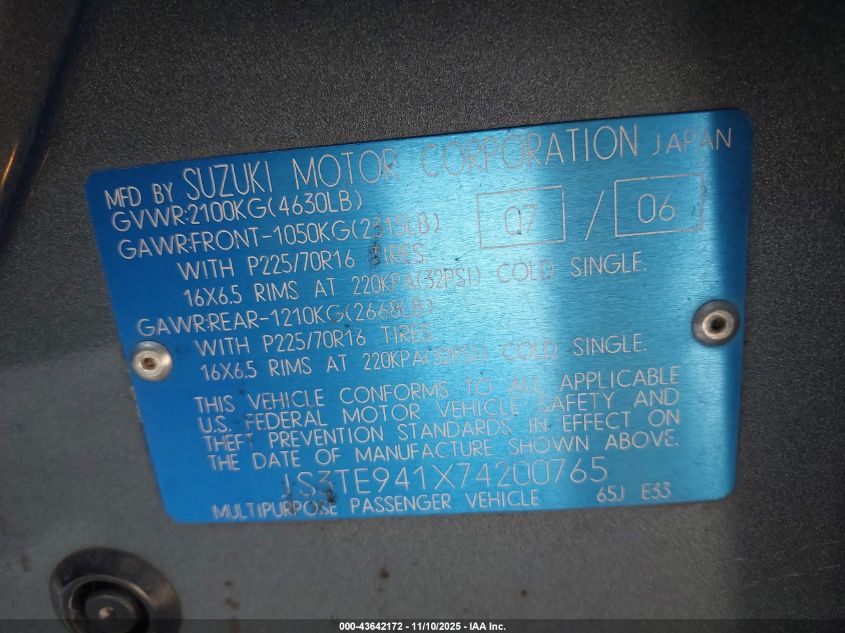 MFD BY SUZUKI MOTOR CORPORATION JAPAN
GVWR:2100KG(4630LB)
07 / 06
GAWR:FRONT-1050KG(2315LB)
WITH P225/70R16 TIRES.
16X6.5 RIMS AT 220KPA(32PSI) COLD SINGLE.
GAWR:REAR-1210KG(2668LB)
WITH P225/70R16 TIRES.
16X6.5 RIMS AT 220KPA(32PSI) COLD SINGLE.
THIS VEHICLE CONFORMS TO ALL APPLICABLE
U.S. FEDERAL MOTOR VEHICLE SAFETY AND
THEFT PREVENTION STANDARDS IN EFFECT ON
THE DATE OF MANUFACTURE SHOWN ABOVE.
JS3TE941X74200765
MULTIPURPOSE PASSENGER VEHICLE 65J E33
000-43642172 - 11/10/2025 - IAA Inc.